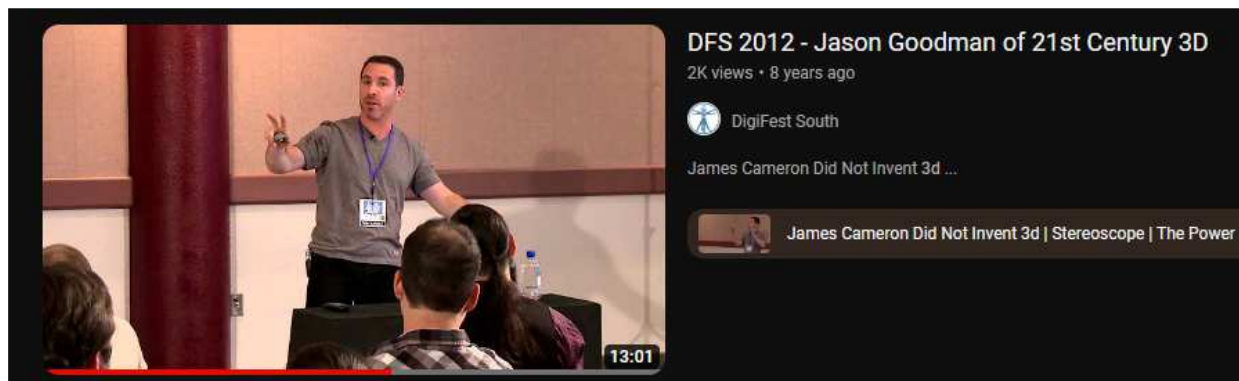 DFS 2012 - Jason Goodman of 21st Century 3D
2K views • 8 years ago
DigiFest South
James Cameron Did Not Invent 3d ...
James Cameron Did Not Invent 3d | Stereoscope | The Power
13:01